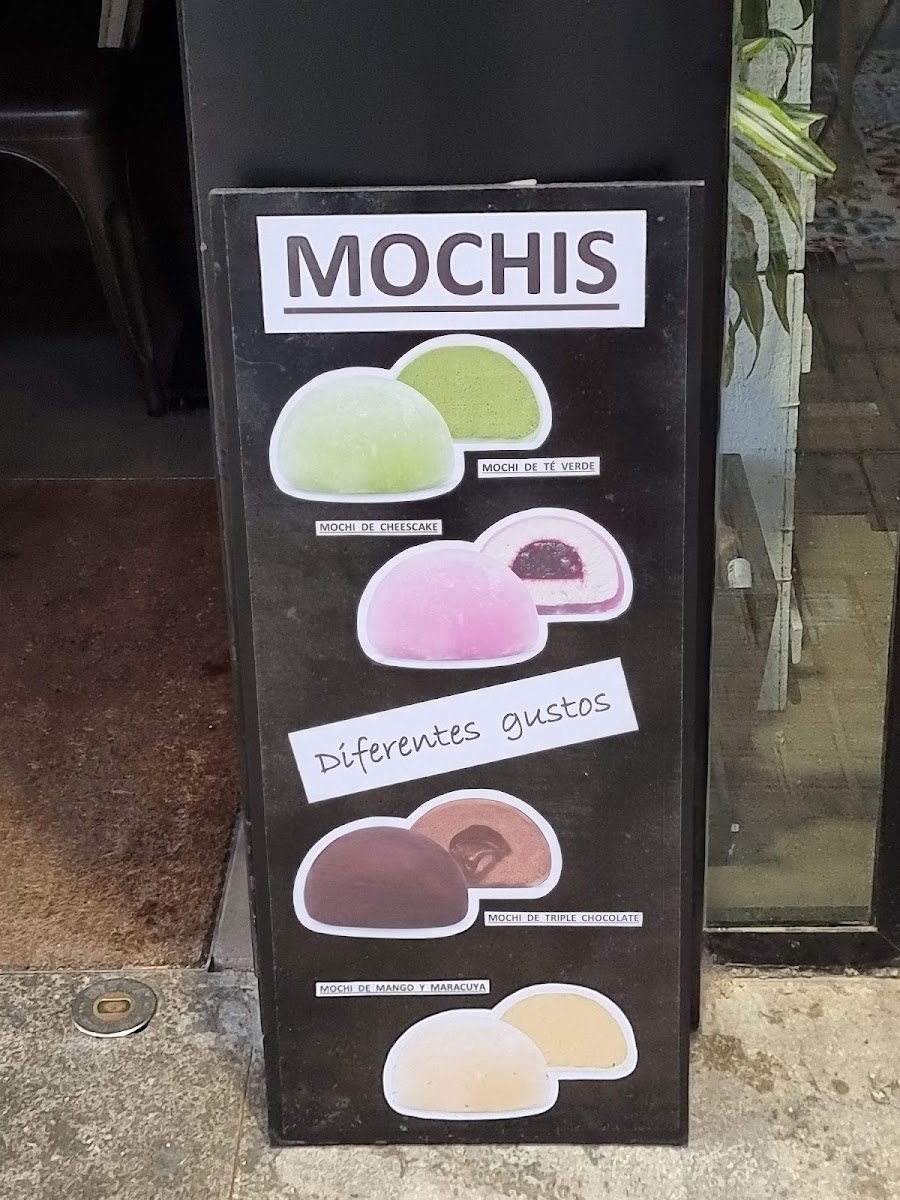 MOCHIS
MOCHI DE TÉ VERDE
MOCHI DE CHEESCAKE
Diferentes gustos
MOCHI DE TRIPLE CHOCOLATE
MOCHI DE MANGO Y MARACUYA